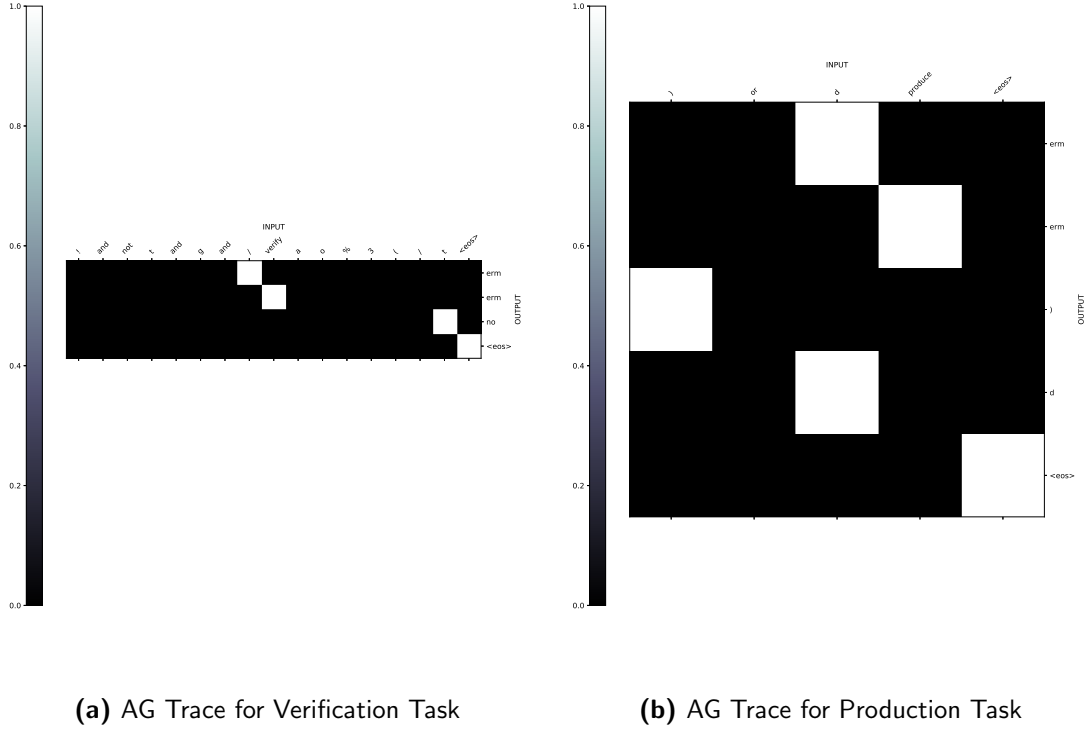 1.0
0.8
0.6
0.4
0.2
0.0
INPUT
and not t and g and / verify a o % 3 ( / t <eos>
erm
erm
no
<eos>
OUTPUT
(a) AG Trace for Verification Task
1.0
0.8
0.6
0.4
0.2
0.0
INPUT
) or d produce <eos>
erm
erm
)
d
<eos>
OUTPUT
(b) AG Trace for Production Task